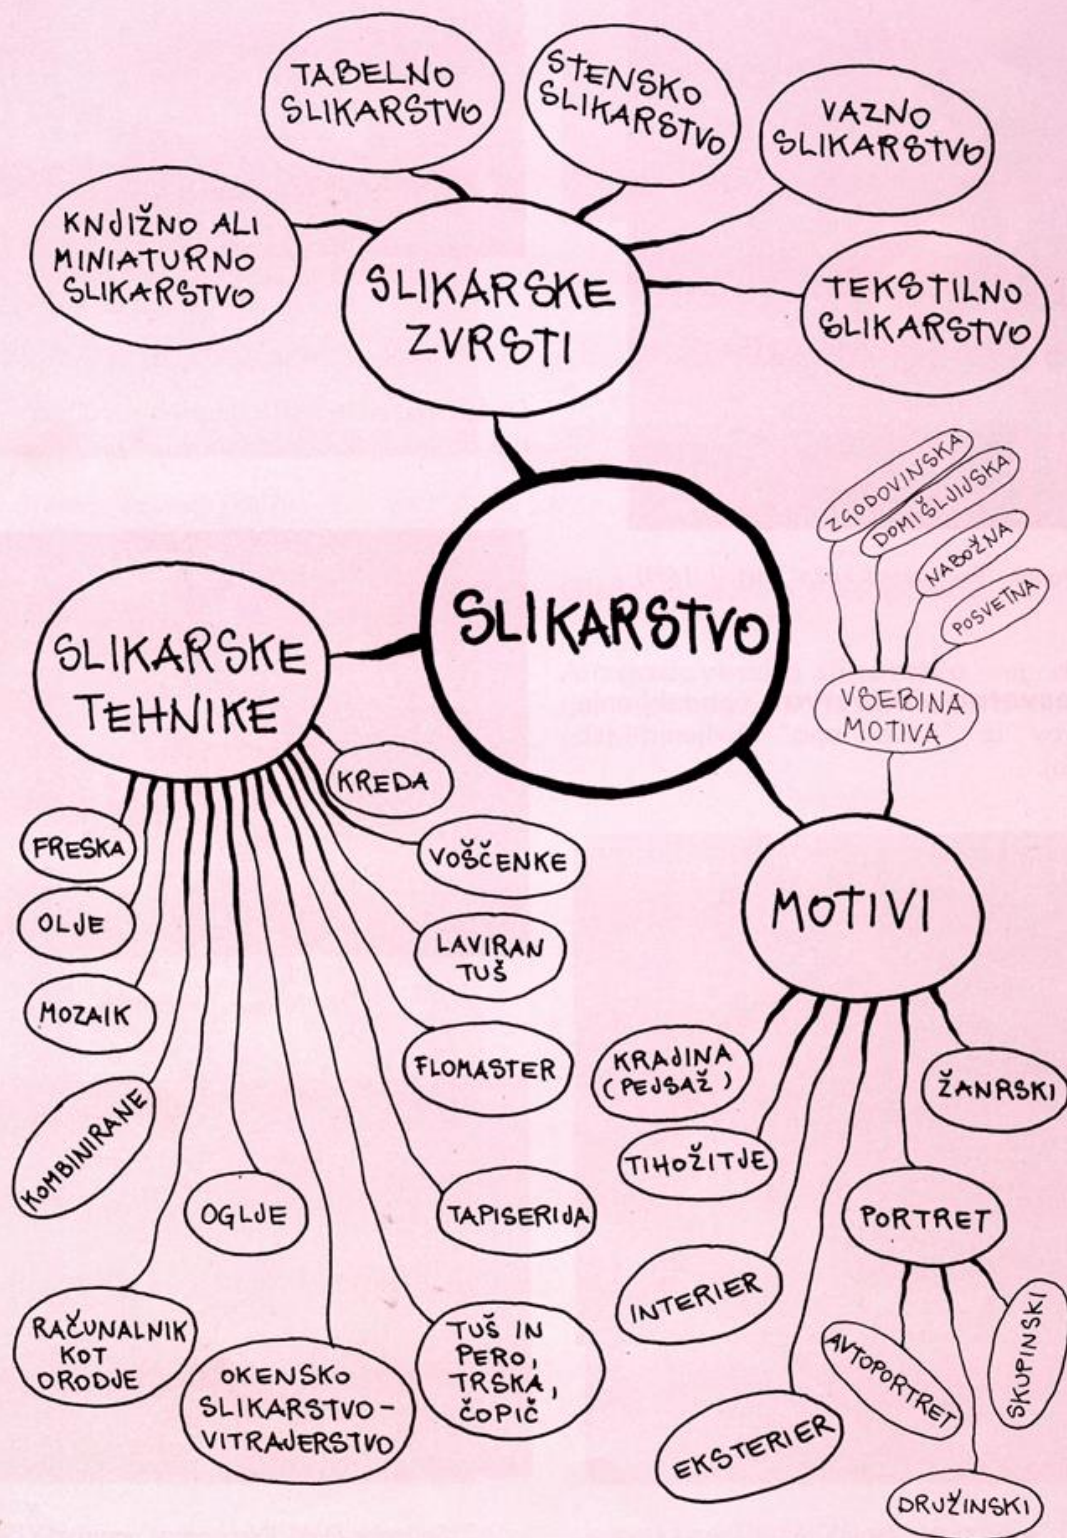 TABELNO
SLIKARSTVO
STENSKO
SLIKARSTVO
VAZNO
SLIKARSTVO
KNJIŽNO ALI
MINIATURNO
SLIKARSTVO
TEKSTILNO
SLIKARSTVO
SLIKARSKE
ZVRSTI
SLIKARSTVO
ZGODOVINSKA
DOMIŠLJIJSKA
NABOŽNA
POSVETNA
VSEBINA
MOTIVA
SLIKARSKE
TEHNIKE
KREDA
FRESKA
VOŠČENKE
OLJE
LAVIRAN
TUŠ
MOZAIK
FLOMASTER
KOMBINIRANE
OGLJE
TAPISERIJA
RAČUNALNIK
KOT
ORODJE
OKENSKO
SLIKARSTVO-
VITRAJERSTVO
TUŠ IN
PERO,
TRSKA,
ČOPIČ
MOTIVI
KRAJINA
(PEJSAŽ)
ŽANRSKI
TIHOŽITJE
PORTRET
INTERIER
EKSTERIER
AVTOPORTRET
SKUPINSKI
DRUŽINSKI